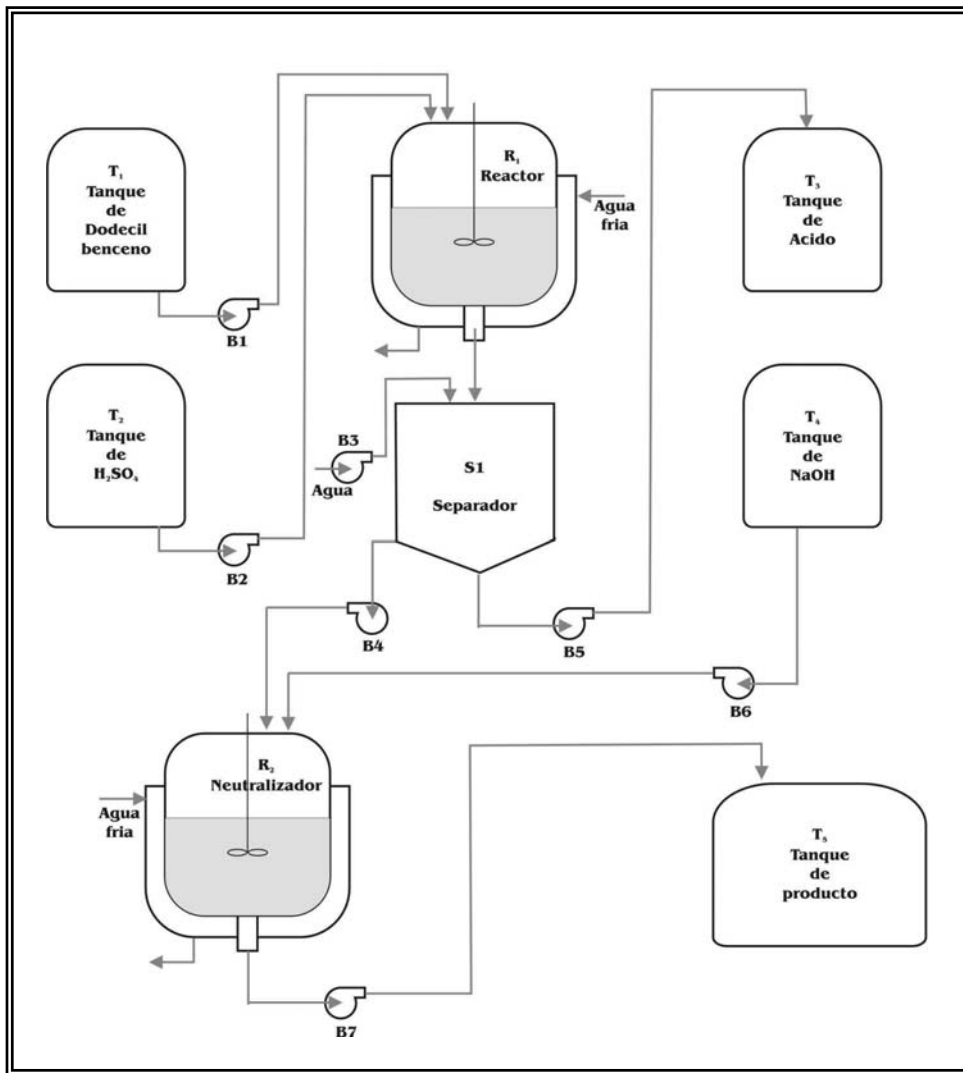 T₁
Tanque
de
Dodecil
benceno
B1
R₁
Reactor
Agua
fria
T₃
Tanque
de
Acido
T₂
Tanque
de
H₂SO₄
B2
B3
Agua
S1
Separador
T₄
Tanque
de
NaOH
B4
B5
B6
R₂
Neutralizador
Agua
fria
T₅
Tanque
de
producto
B7